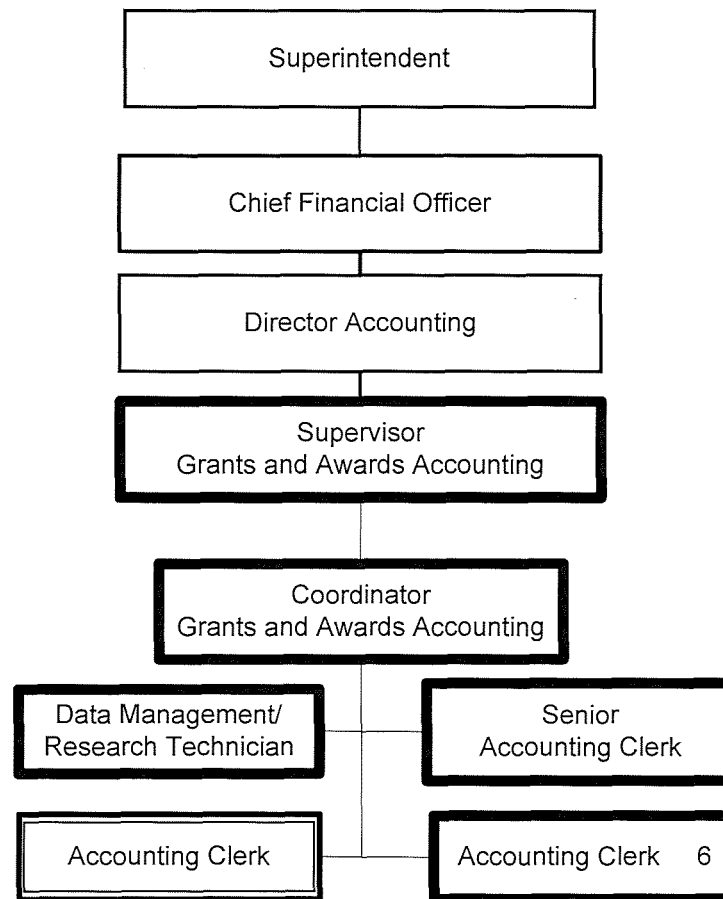 Superintendent
Chief Financial Officer
Director Accounting
Supervisor
Grants and Awards Accounting
Coordinator
Grants and Awards Accounting
Data Management/
Research Technician
Senior
Accounting Clerk
Accounting Clerk
Accounting Clerk 6